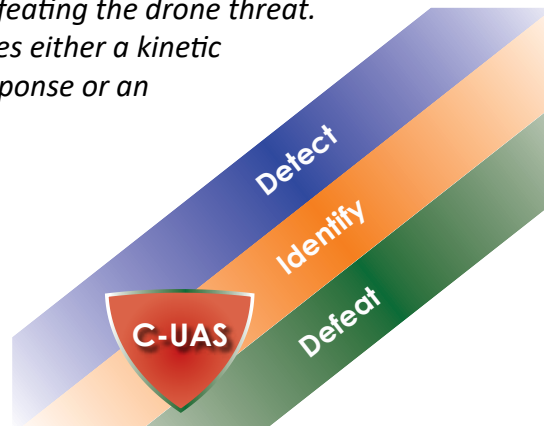 feating the drone threat.
es either a kinetic
ponse or an
Detect
Identify
Defeat
C-UAS